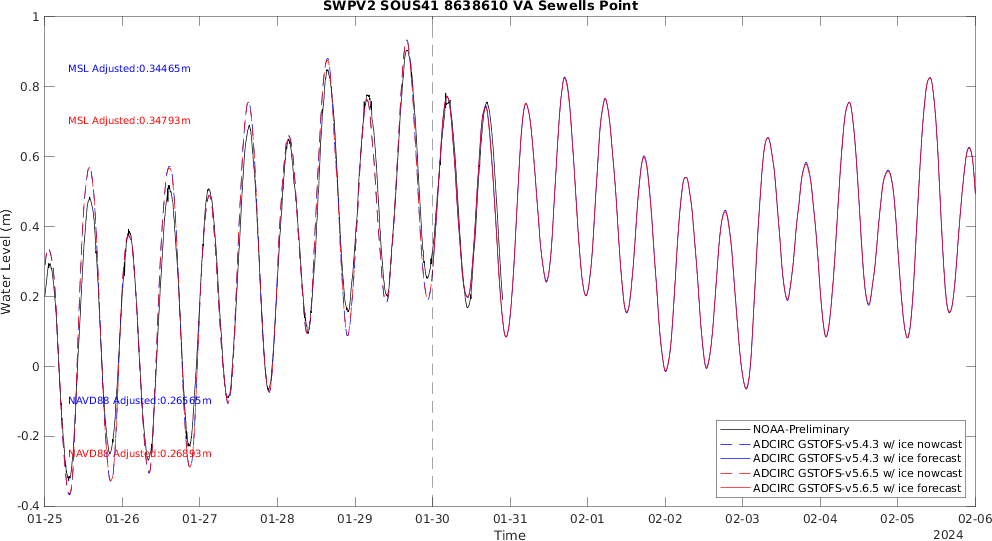 SWPV2 SOUS41 8638610 VA Sewells Point
1
0.8
0.6
0.4
0.2
0
-0.2
-0.4
Water Level (m)
MSL Adjusted:0.34465m
MSL Adjusted:0.34793m
NAVD88 Adjusted:0.26565m
NAVD88 Adjusted:0.26893m
NOAA-Preliminary
ADCIRC GSTOFS-v5.4.3 w/ ice nowcast
ADCIRC GSTOFS-v5.4.3 w/ ice forecast
ADCIRC GSTOFS-v5.6.5 w/ ice nowcast
ADCIRC GSTOFS-v5.6.5 w/ ice forecast
01-25 01-26 01-27 01-28 01-29 01-30 01-31 02-01 02-02 02-03 02-04 02-05 02-06
Time
2024